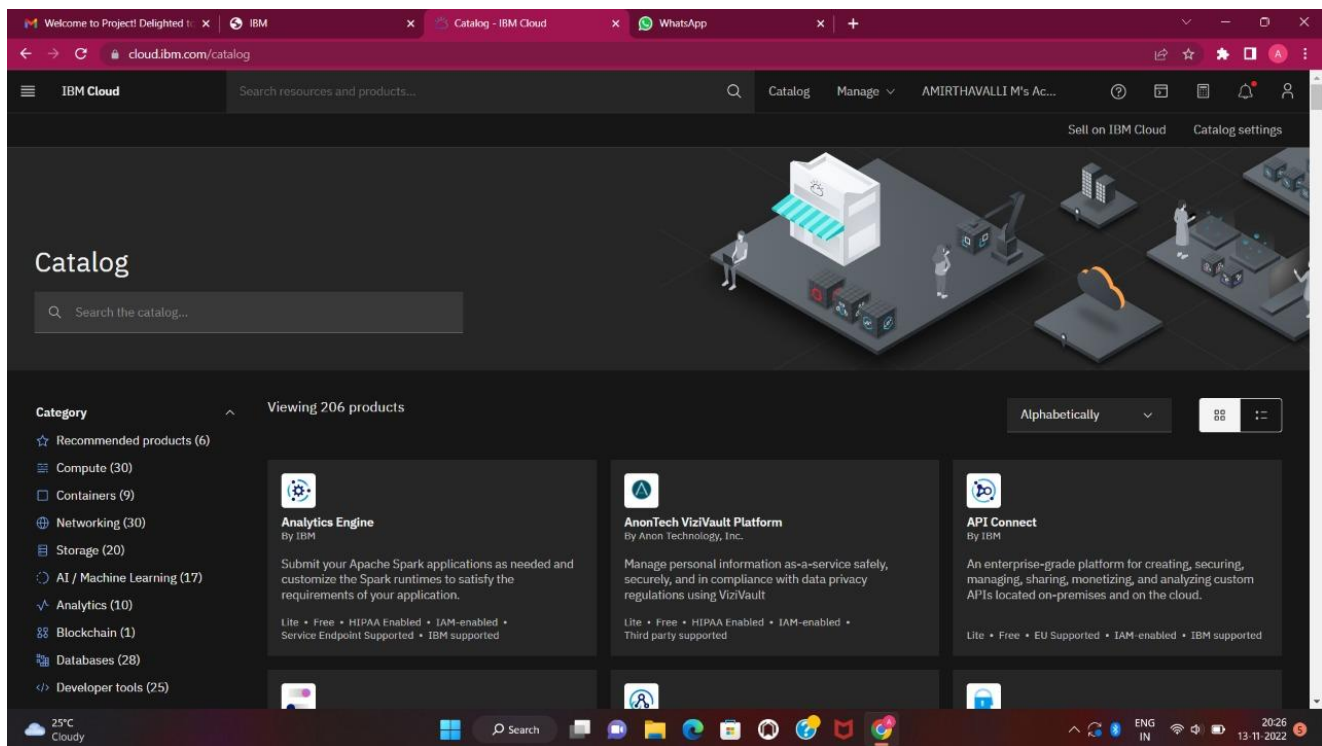 Welcome to Project! Delighted to
IBM
Catalog - IBM Cloud
WhatsApp
cloud.ibm.com/catalog
A
IBM Cloud
Search resources and products...
Catalog
Manage
AMIRTHAVALLI M's Ac...
Sell on IBM Cloud
Catalog settings
Catalog
Search the catalog...
Category
Recommended products (6)
Compute (30)
Containers (9)
Networking (30)
Storage (20)
AI / Machine Learning (17)
Analytics (10)
Blockchain (1)
Databases (28)
Developer tools (25)
Viewing 206 products
Alphabetically
Analytics Engine
By IBM
Submit your Apache Spark applications as needed and
customize the Spark runtimes to satisfy the
requirements of your application.
Lite • Free • HIPAA Enabled • IAM-enabled •
Service Endpoint Supported • IBM supported
AnonTech ViziVault Platform
By Anon Technology, Inc.
Manage personal information as-a-service safely,
securely, and in compliance with data privacy
regulations using ViziVault
Lite • Free • HIPAA Enabled • IAM-enabled •
Third party supported
API Connect
By IBM
An enterprise-grade platform for creating, securing,
managing, sharing, monetizing, and analyzing custom
APIs located on-premises and on the cloud.
Lite • Free • EU Supported • IAM-enabled • IBM supported
25°C
Cloudy
Search
ENG
IN
20:26
13-11-2022
5